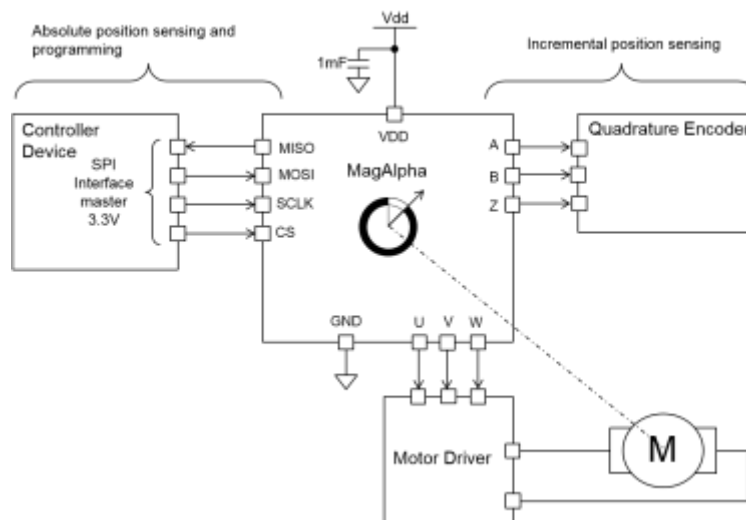 Absolute position sensing and
programming
Vdd
1mF
Incremental position sensing
Controller
Device
SPI
Interface
master
3.3V
MISO
MOSI
SCLK
CS
VDD
MagAlpha
A
B
Z
Quadrature Encoder
GND
U
V
W
Motor Driver
M